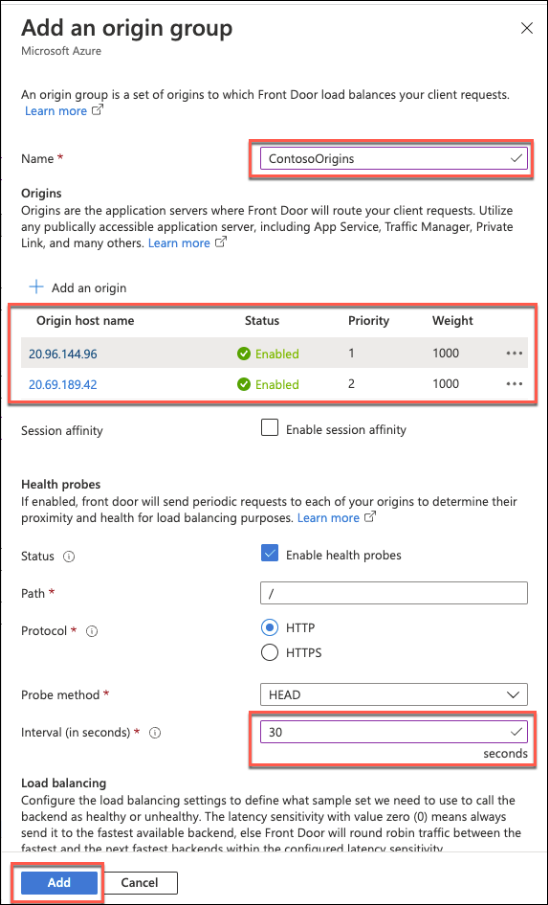 Add an origin group
Microsoft Azure
An origin group is a set of origins to which Front Door load balances your client requests.
Learn more
Name *
ContosoOrigins
Origins
Origins are the application servers where Front Door will route your client requests. Utilize
any publically accessible application server, including App Service, Traffic Manager, Private
Link, and many others. Learn more
Add an origin
Origin host name Status Priority Weight
20.96.144.96 Enabled 1 1000
20.69.189.42 Enabled 2 1000
Session affinity Enable session affinity
Health probes
If enabled, front door will send periodic requests to each of your origins to determine their
proximity and health for load balancing purposes. Learn more
Status Enable health probes
Path * /
Protocol * HTTP
HTTPS
Probe method * HEAD
Interval (in seconds) * 30
seconds
Load balancing
Configure the load balancing settings to define what sample set we need to use to call the
backend as healthy or unhealthy. The latency sensitivity with value zero (0) means always
send it to the fastest available backend, else Front Door will round robin traffic between the
fastest and the next fastest backends within the configured latency sensitivity.
Add Cancel